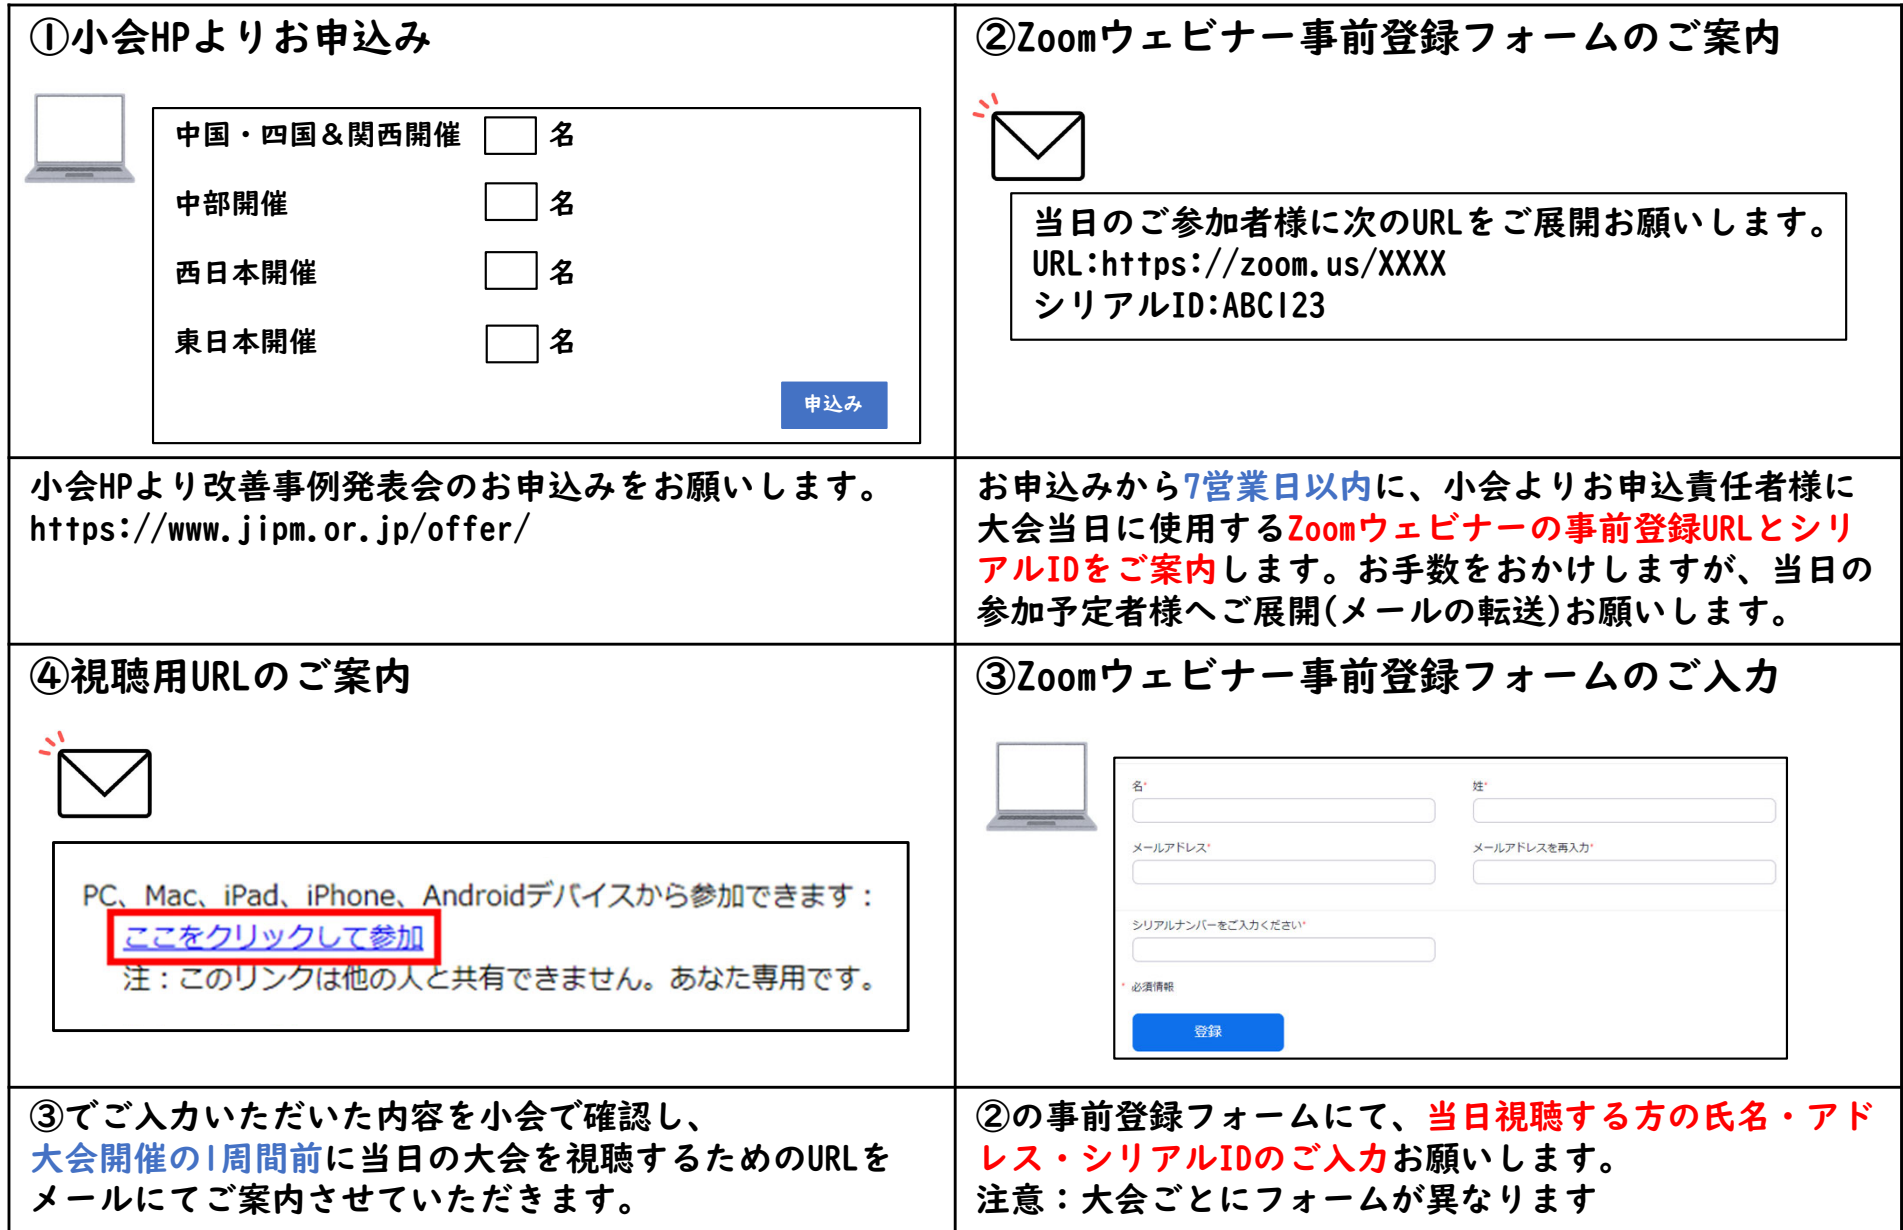 ①小会HPよりお申込み
中国・四国&関西開催 名
中部開催 名
西日本開催 名
東日本開催 名
申込み
小会HPより改善事例発表会のお申込みをお願いします。
https://www.jipm.or.jp/offer/
②Zoomウェビナー事前登録フォームのご案内
当日のご参加者様に次のURLをご展開お願いします。
URL:https://zoom.us/XXXX
シリアルID:ABC123
お申込みから7営業日以内に、小会よりお申込責任者様に
大会当日に使用するZoomウェビナーの事前登録URLとシリ
アルIDをご案内します。お手数をおかけしますが、当日の
参加予定者様へご展開(メールの転送)お願いします。
③Zoomウェビナー事前登録フォームのご入力
名* 姓*
メールアドレス* メールアドレスを再入力*
シリアルナンバーをご入力ください*
* 必須情報
登録
②の事前登録フォームにて、当日視聴する方の氏名・アド
レス・シリアルIDのご入力お願いします。
注意：大会ごとにフォームが異なります
④視聴用URLのご案内
PC、Mac、iPad、iPhone、Androidデバイスから参加できます：
ここをクリックして参加
注：このリンクは他の人と共有できません。あなた専用です。
③でご入力いただいた内容を小会で確認し、
大会開催の1周間前に当日の大会を視聴するためのURLを
メールにてご案内させていただきます。